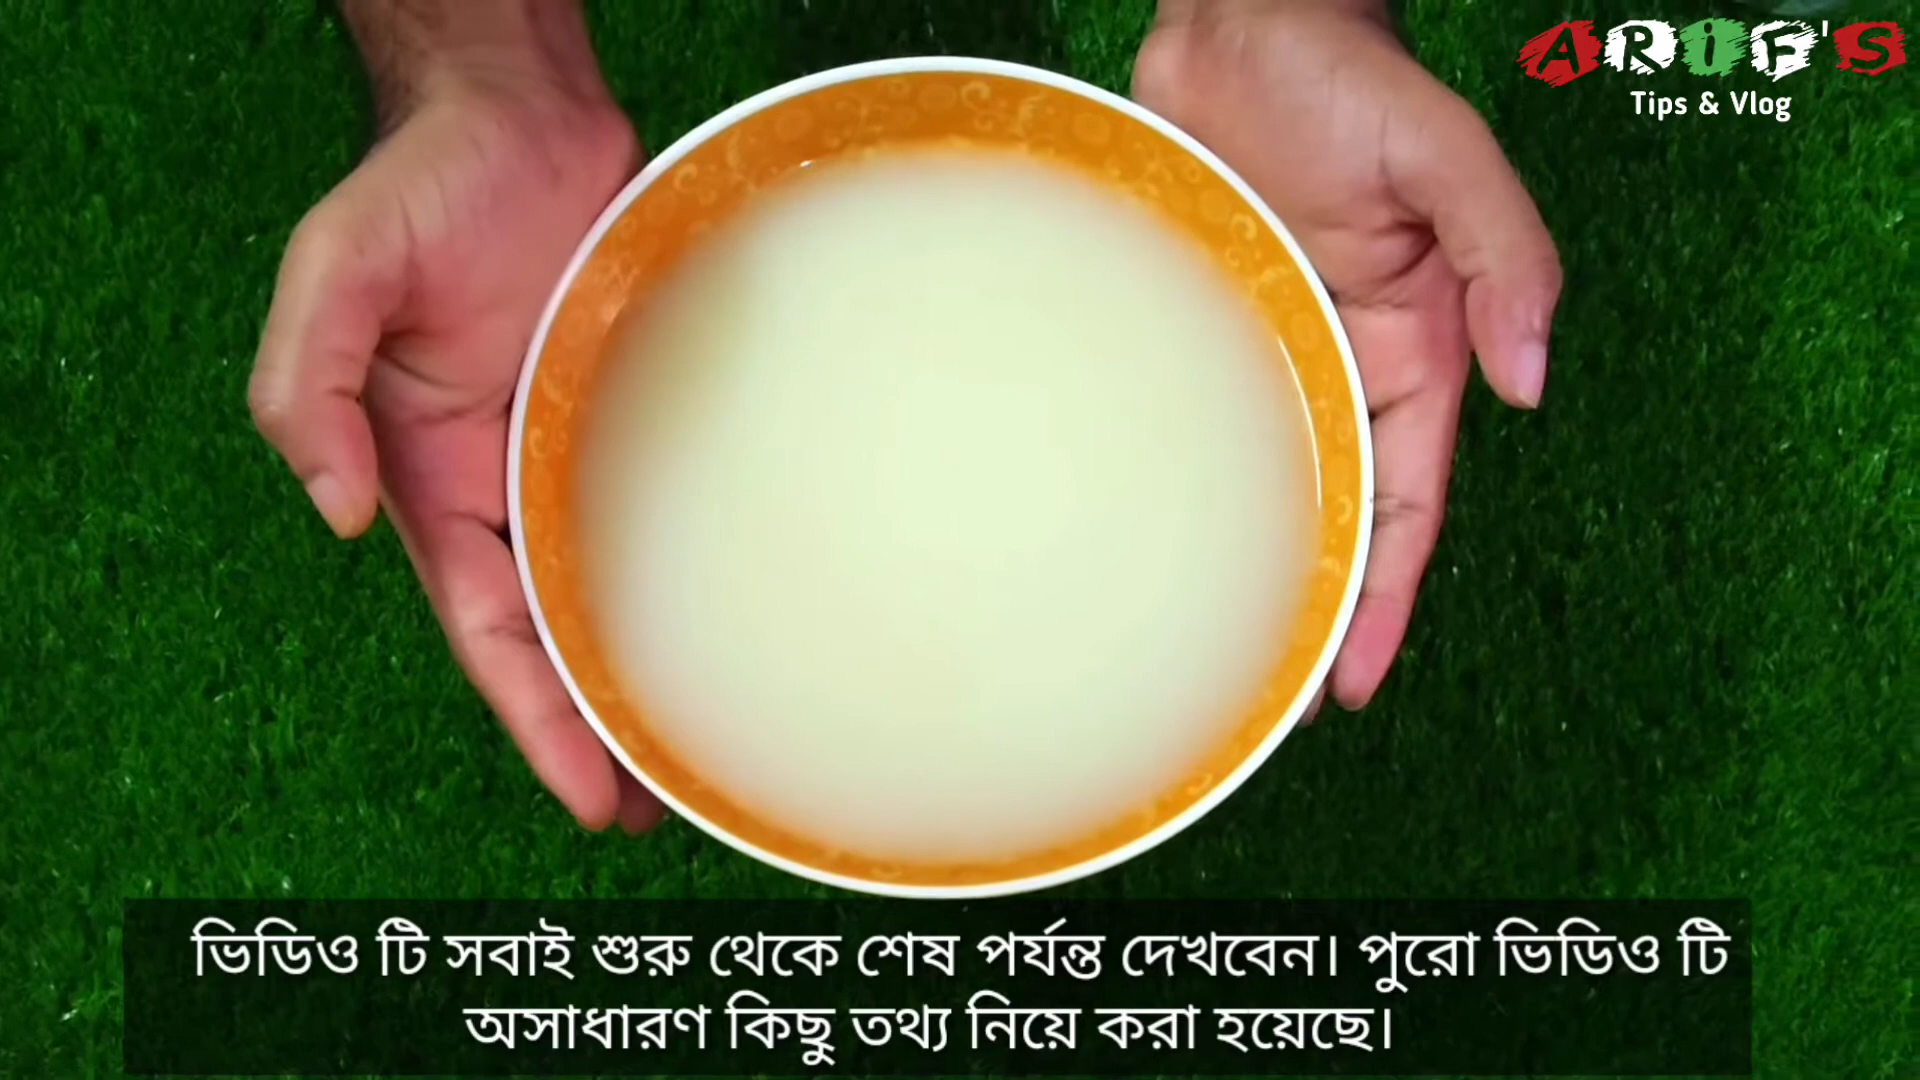 ARiF'S
Tips & Vlog
ভিডিও টি সবাই শুরু থেকে শেষ পর্যন্ত দেখবেন। পুরো ভিডিও টি
অসাধারণ কিছু তথ্য নিয়ে করা হয়েছে।